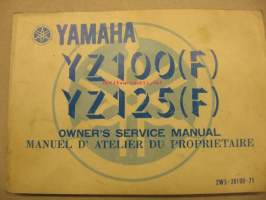 YAMAHA
YZ100(F)
YZ125(F)
OWNER'S SERVICE MANUAL
MANUEL D'ATELIER DU PROPRIETAIRE